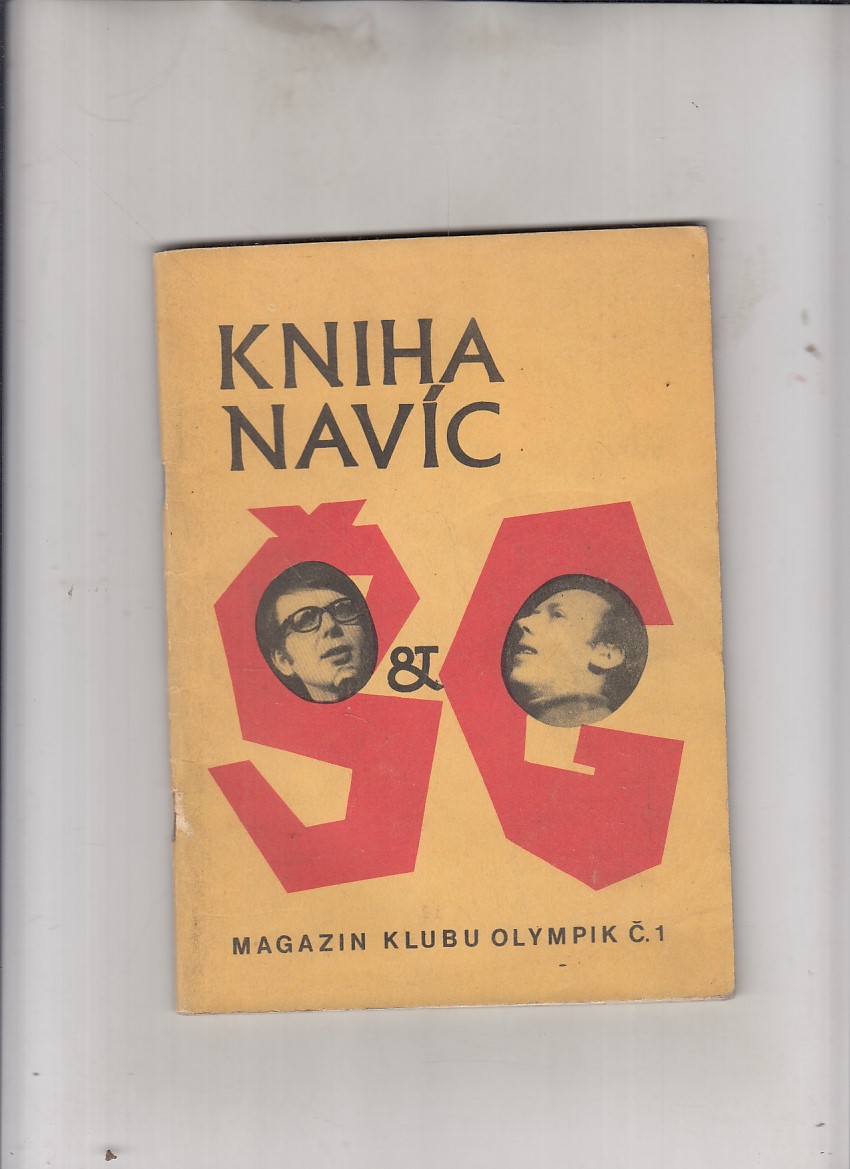 KNIHA
NAVÍC
Š & G
MAGAZIN KLUBU OLYMPIK Č. 1